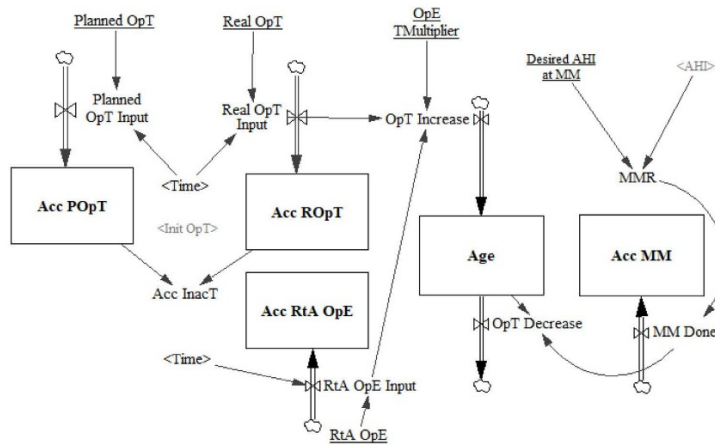 Planned OpT
Real OpT
OpE
TMultiplier
Desired AHI
at MM
<AHI>
Planned
OpT Input
Real OpT
Input
OpT Increase
<Time>
MMR
Acc POpT
<Init OpT>
Acc ROpT
Age
Acc MM
Acc InacT
Acc RtA OpE
OpT Decrease
MM Done
<Time>
RtA OpE Input
RtA OpE